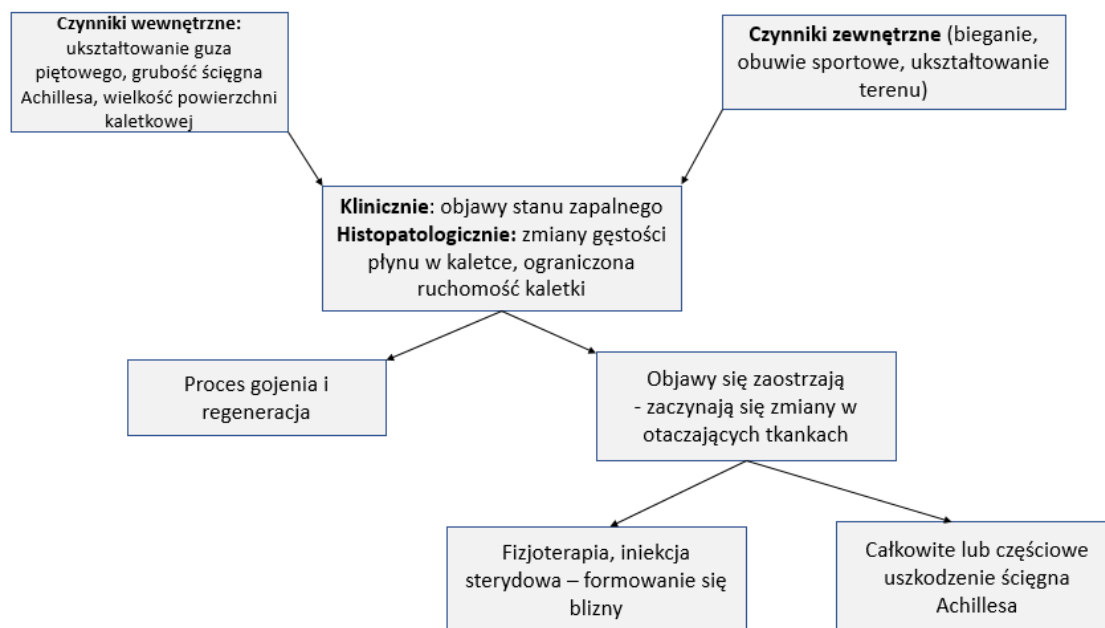 Czynniki wewnętrzne:
ukształtowanie guza
piętowego, grubość ścięgna
Achillesa, wielkość powierzchni
kaletkowej
Czynniki zewnętrzne (bieganie,
obuwie sportowe, ukształtowanie
terenu)
Klinicznie: objawy stanu zapalnego
Histopatologicznie: zmiany gęstości
płynu w kaletce, ograniczona
ruchomość kaletki
Proces gojenia i
regeneracja
Objawy się zaostrzają
- zaczynają się zmiany w
otaczających tkankach
Fizjoterapia, iniekcja
sterydowa – formowanie się
blizny
Całkowite lub częściowe
uszkodzenie ścięgna
Achillesa